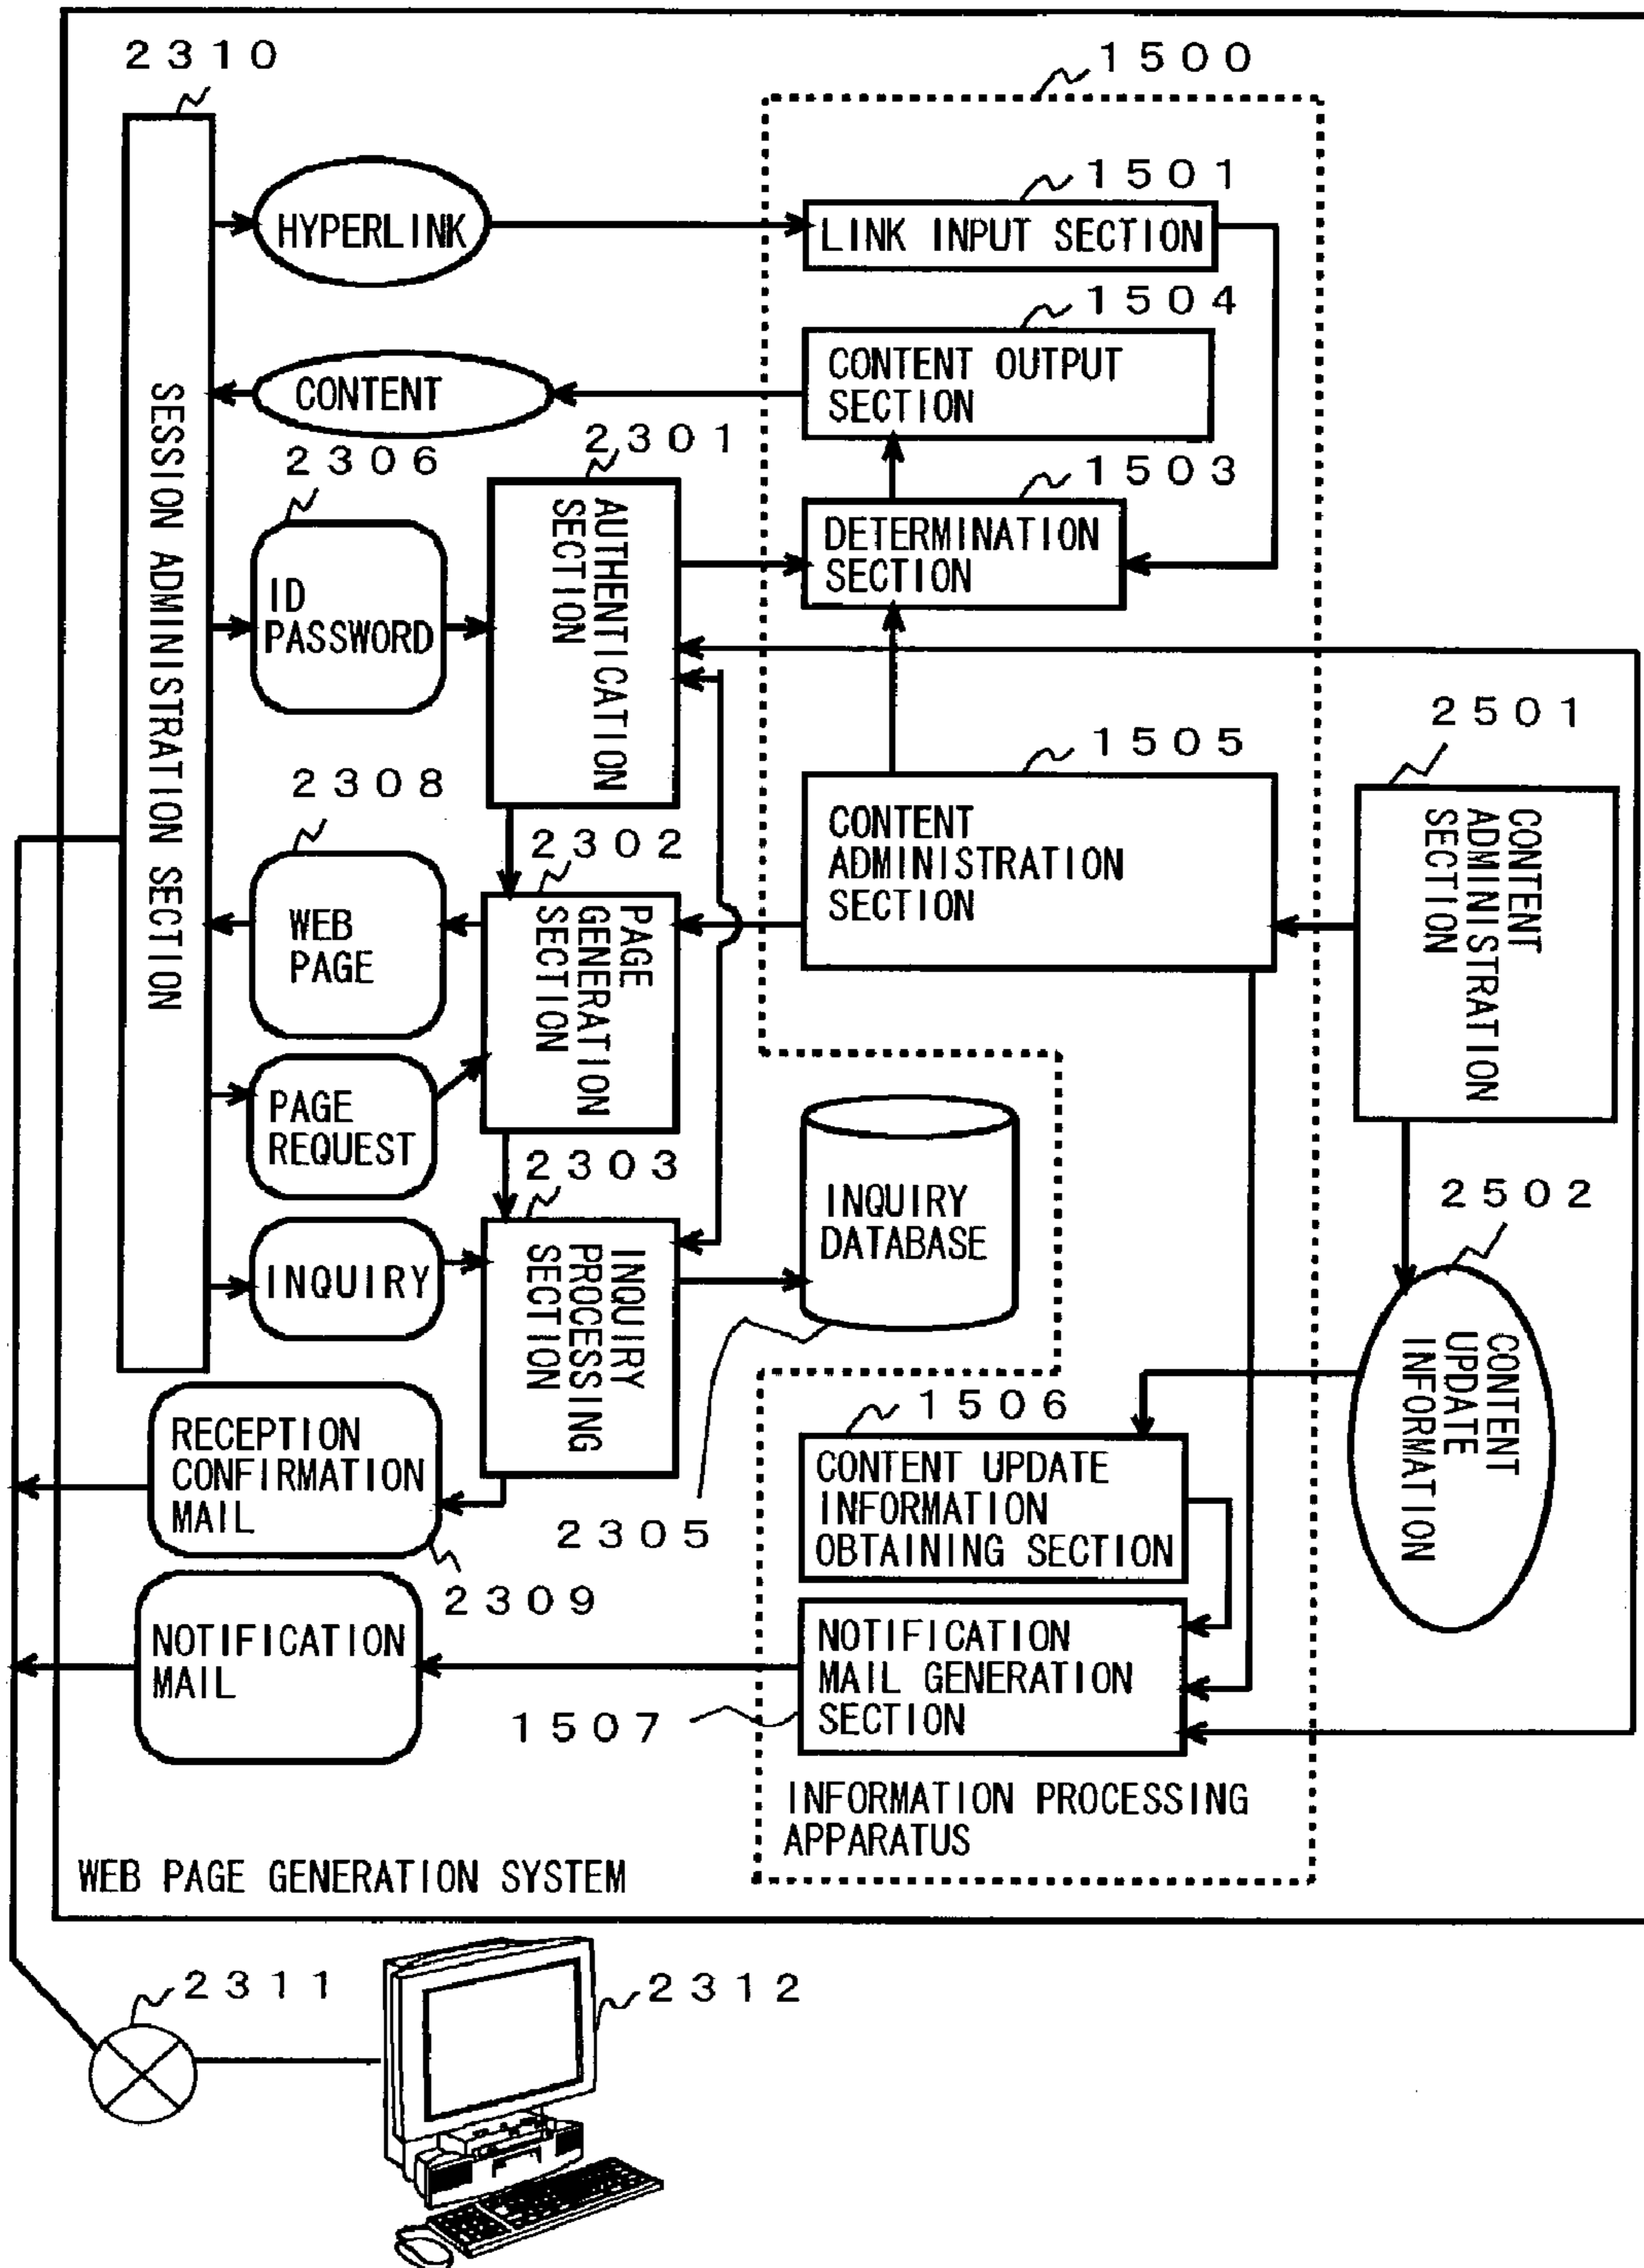 2310
1500
1501
HYPERLINK
LINK INPUT SECTION
1504
CONTENT OUTPUT
SECTION
CONTENT
2306
2301
1503
SESSION ADMINISTRATION SECTION
AUTHENTICATION
SECTION
DETERMINATION
SECTION
ID
PASSWORD
2501
1505
2308
CONTENT
ADMINISTRATION
SECTION
CONTENT
ADMINISTRATION
SECTION
2302
WEB
PAGE
PAGE
GENERATION
SECTION
PAGE
REQUEST
2303
INQUIRY
DATABASE
2502
INQUIRY
INQUIRY
PROCESSING
SECTION
CONTENT
UPDATE
INFORMATION
1506
RECEPTION
CONFIRMATION
MAIL
CONTENT UPDATE
INFORMATION
OBTAINING SECTION
2305
2309
NOTIFICATION
MAIL
NOTIFICATION
MAIL GENERATION
SECTION
1507
INFORMATION PROCESSING
APPARATUS
WEB PAGE GENERATION SYSTEM
2311
2312